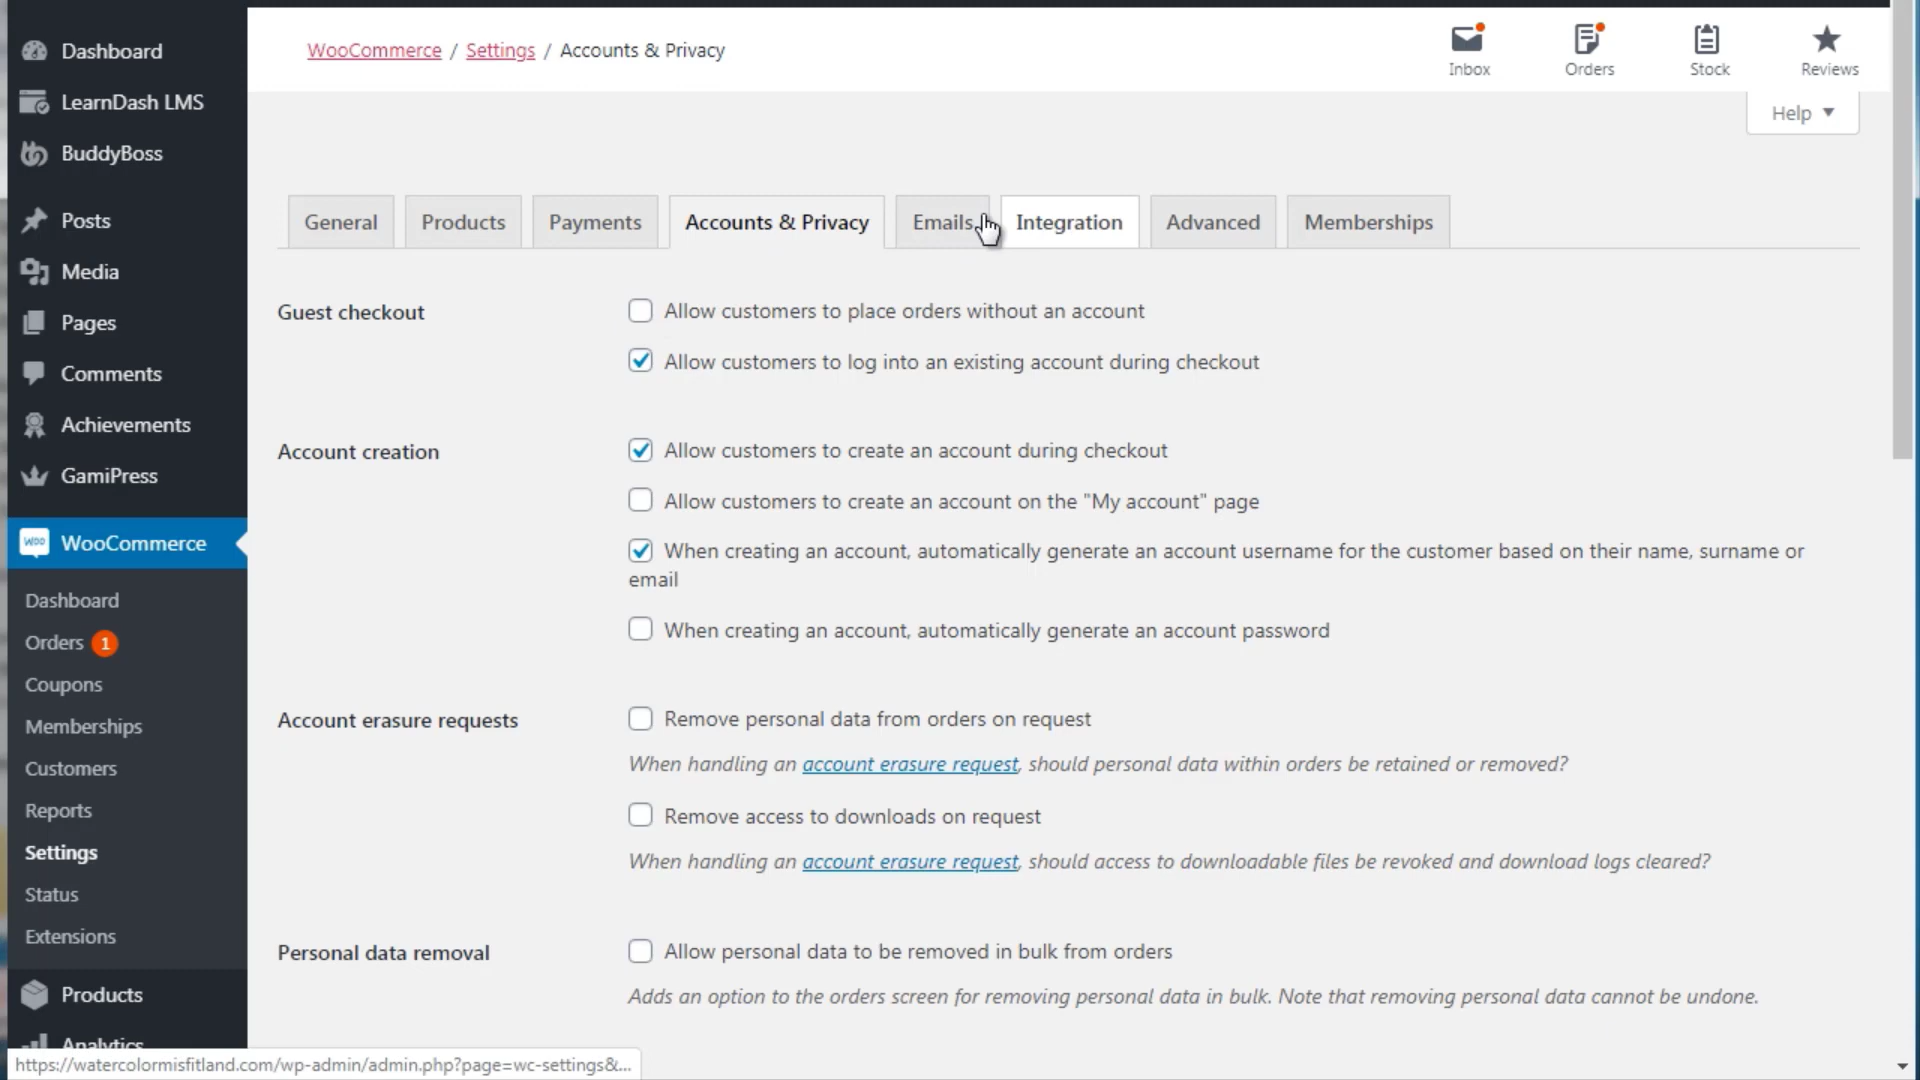 Dashboard
LearnDash LMS
BuddyBoss
Posts
Media
Pages
Comments
Achievements
GamiPress
WOO WooCommerce
Dashboard
Orders 1
Coupons
Memberships
Customers
Reports
Settings
Status
Extensions
Products
Analytics
WooCommerce / Settings / Accounts & Privacy
Inbox Orders Stock Reviews
Help
General Products Payments Accounts & Privacy Emails Integration Advanced Memberships
Guest checkout
Allow customers to place orders without an account
Allow customers to log into an existing account during checkout
Account creation
Allow customers to create an account during checkout
Allow customers to create an account on the "My account" page
When creating an account, automatically generate an account username for the customer based on their name, surname or
email
When creating an account, automatically generate an account password
Account erasure requests
Remove personal data from orders on request
When handling an account erasure request, should personal data within orders be retained or removed?
Remove access to downloads on request
When handling an account erasure request, should access to downloadable files be revoked and download logs cleared?
Personal data removal
Allow personal data to be removed in bulk from orders
Adds an option to the orders screen for removing personal data in bulk. Note that removing personal data cannot be undone.
https://watercolormisfitland.com/wp-admin/admin.php?page=wc-settings&...